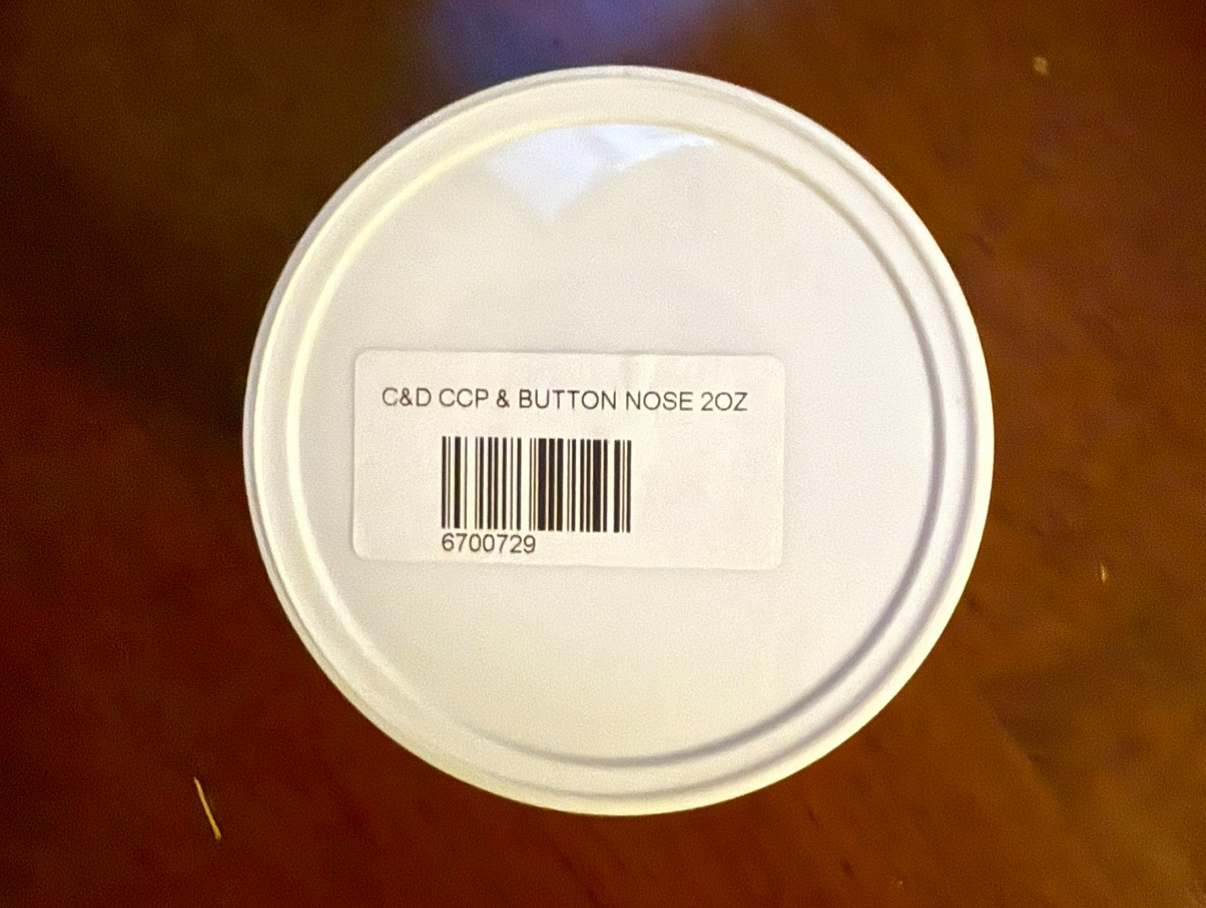 C&D CCP & BUTTON NOSE 2OZ
6700729